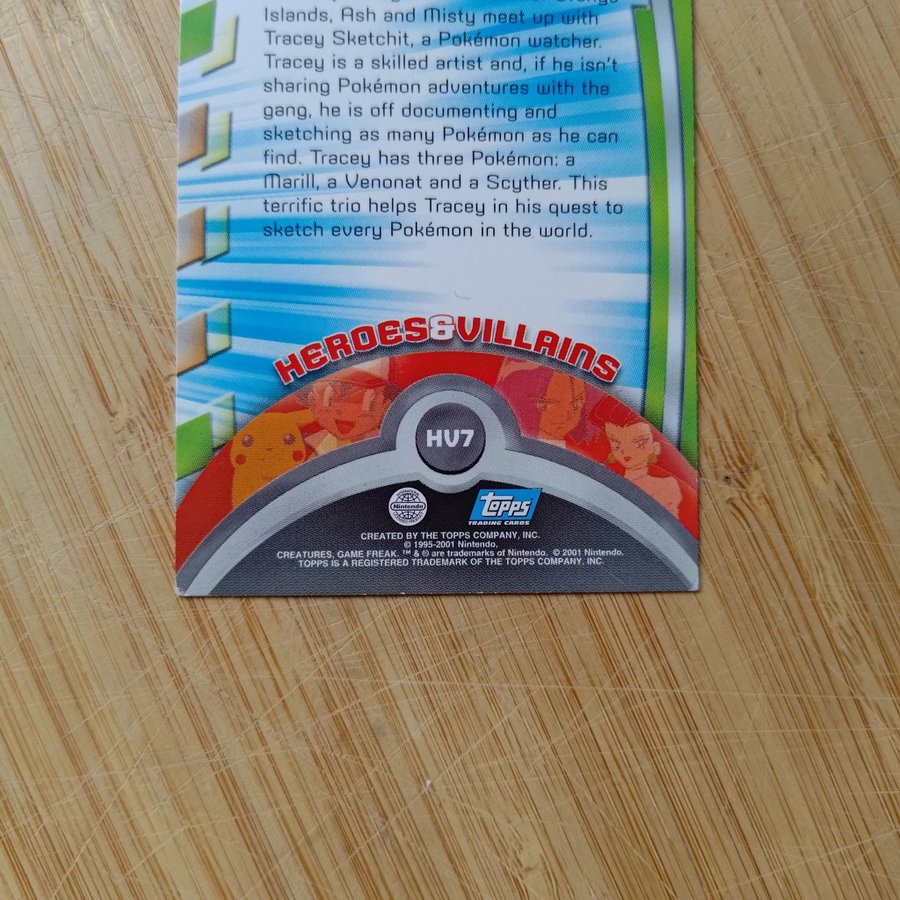 Islands, Ash and Misty meet up with
Tracey Sketchit, a Pokémon watcher.
Tracey is a skilled artist and, if he isn't
sharing Pokémon adventures with the
gang, he is off documenting and
sketching as many Pokémon as he can
find. Tracey has three Pokémon: a
Marill, a Venonat and a Scyther. This
terrific trio helps Tracey in his quest to
sketch every Pokémon in the world.
HEROES&VILLAINS
HV7
Nintendo
Topps
TRADING CARDS
CREATED BY THE TOPPS COMPANY, INC.
© 1995-2001 Nintendo,
CREATURES, GAME FREAK. ™ & ® are trademarks of Nintendo. © 2001 Nintendo.
TOPPS IS A REGISTERED TRADEMARK OF THE TOPPS COMPANY, INC.